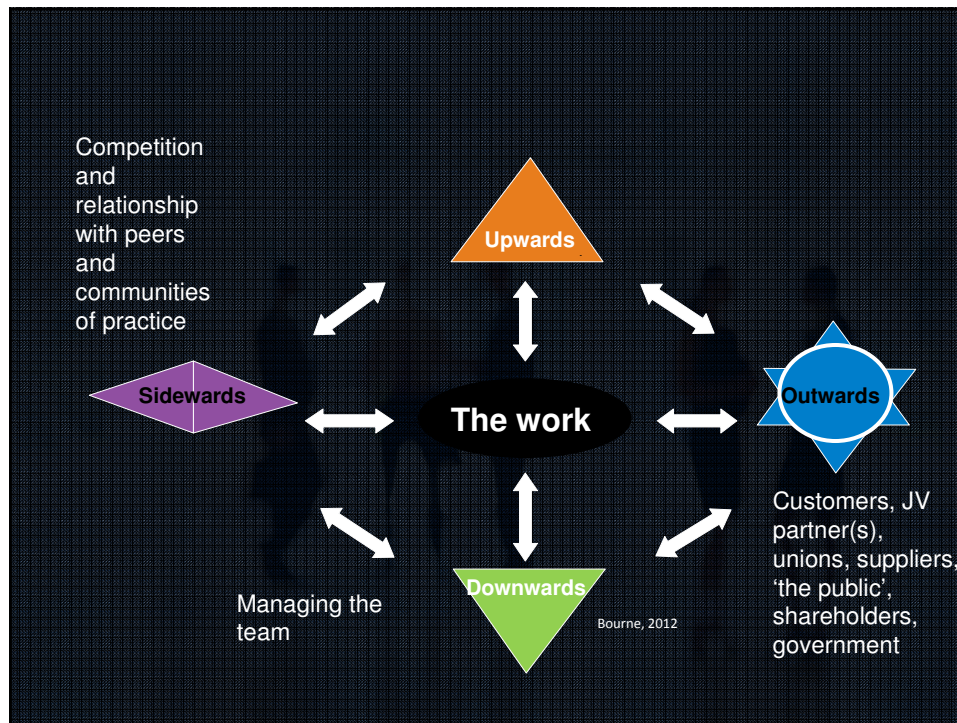 Competition
and
relationship
with peers
and
communities
of practice
Upwards
Sidewards
The work
Outwards
Customers, JV
partner(s),
unions, suppliers,
‘the public’,
shareholders,
government
Downwards
Managing the
team
Bourne, 2012